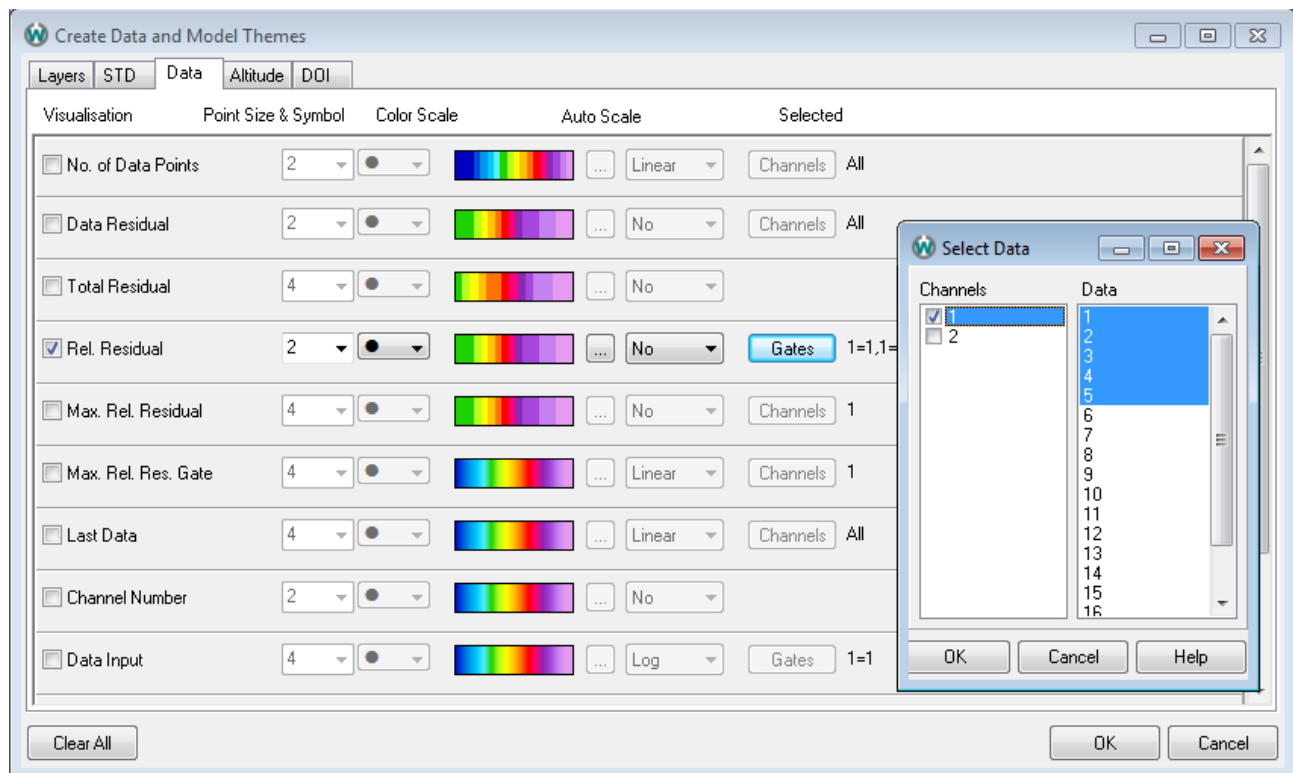 Create Data and Model Themes
Layers STD Data Altitude DOI
Visualisation Point Size & Symbol Color Scale Auto Scale Selected
No. of Data Points 2 ... Linear Channels All
Data Residual 2 ... No Channels All
Total Residual 4 ... No
Rel. Residual 2 ... No Gates 1=1,1=
Max. Rel. Residual 4 ... No Channels 1
Max. Rel. Res. Gate 4 ... Linear Channels 1
Last Data 4 ... Linear Channels All
Channel Number 2 ... No
Data Input 4 ... Log Gates 1=1
Clear All OK Cancel
Select Data
Channels Data
1
2
1
2
3
4
5
6
7
8
9
10
11
12
13
14
15
16
OK Cancel Help